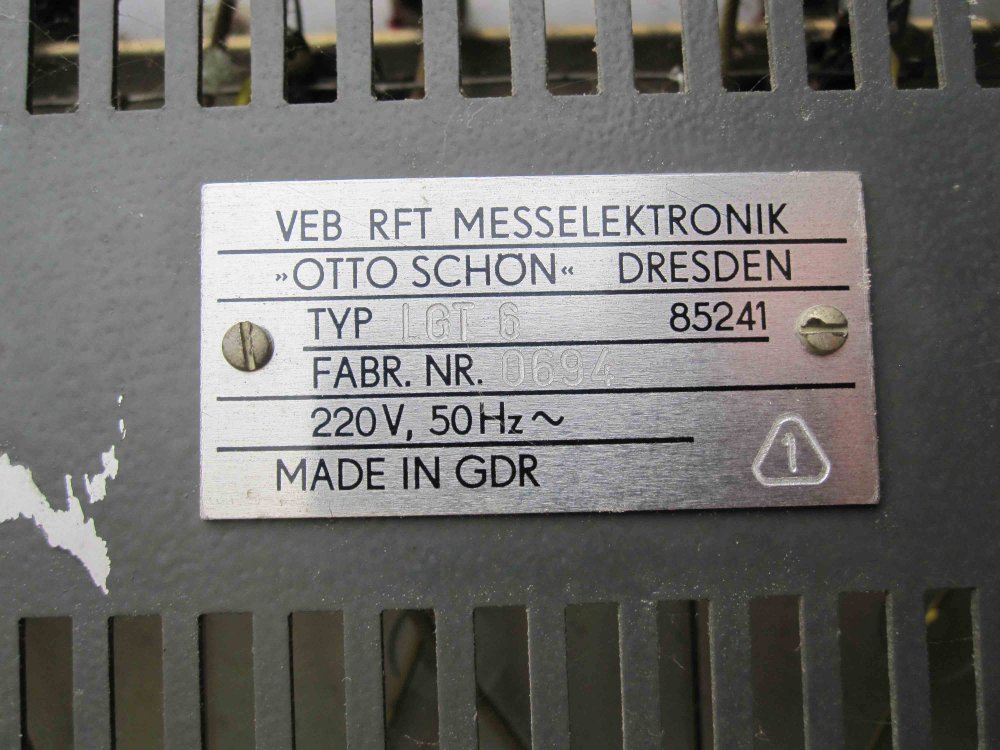 VEB RFT MESSELEKTRONIK
»OTTO SCHÖN« DRESDEN
TYP LGT 6 85241
FABR. NR. 0694
220V, 50Hz ~
MADE IN GDR
1